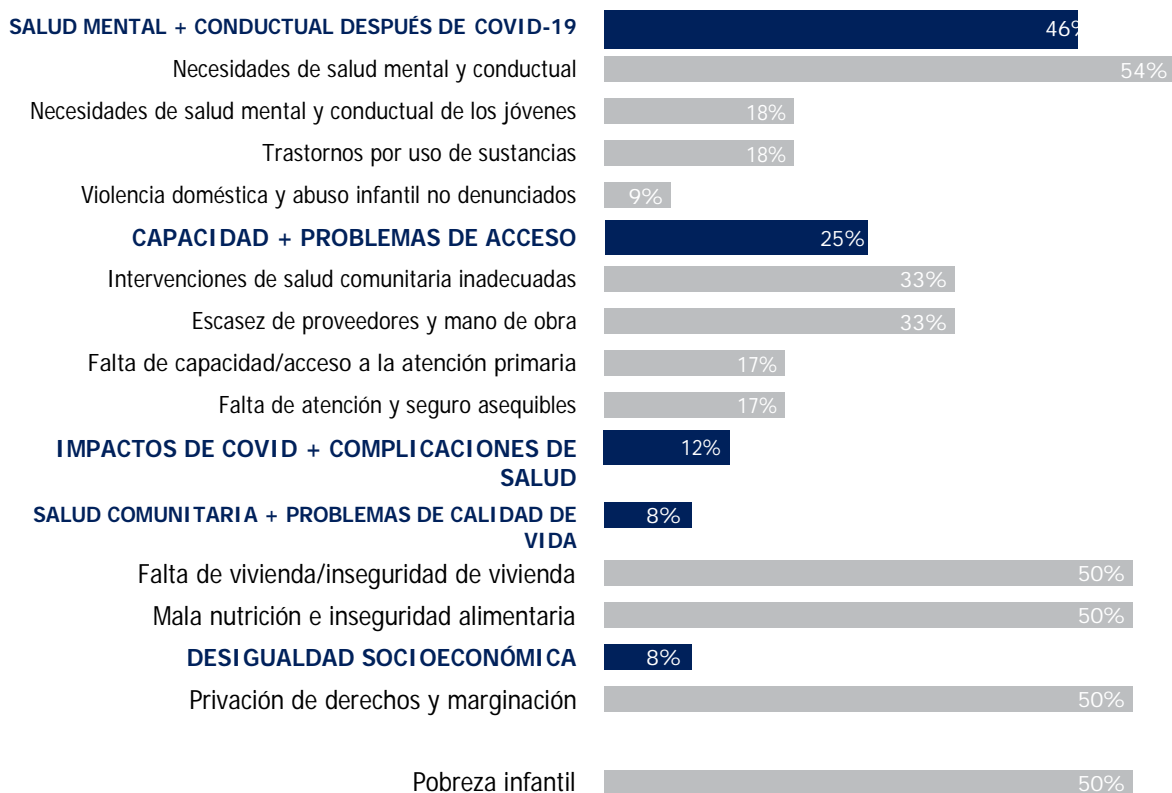 SALUD MENTAL + CONDUCTUAL DESPUÉS DE COVID-19 46%
Necesidades de salud mental y conductual 54%
Necesidades de salud mental y conductual de los jóvenes 18%
Trastornos por uso de sustancias 18%
Violencia doméstica y abuso infantil no denunciados 9%
CAPACIDAD + PROBLEMAS DE ACCESO 25%
Intervenciones de salud comunitaria inadecuadas 33%
Escasez de proveedores y mano de obra 33%
Falta de capacidad/acceso a la atención primaria 17%
Falta de atención y seguro asequibles 17%
IMPACTOS DE COVID + COMPLICACIONES DE 12%
SALUD
SALUD COMUNITARIA + PROBLEMAS DE CALIDAD DE 8%
VIDA
Falta de vivienda/inseguridad de vivienda 50%
Mala nutrición e inseguridad alimentaria 50%
DESIGUALDAD SOCIOECONÓMICA 8%
Privación de derechos y marginación 50%
Pobreza infantil 50%